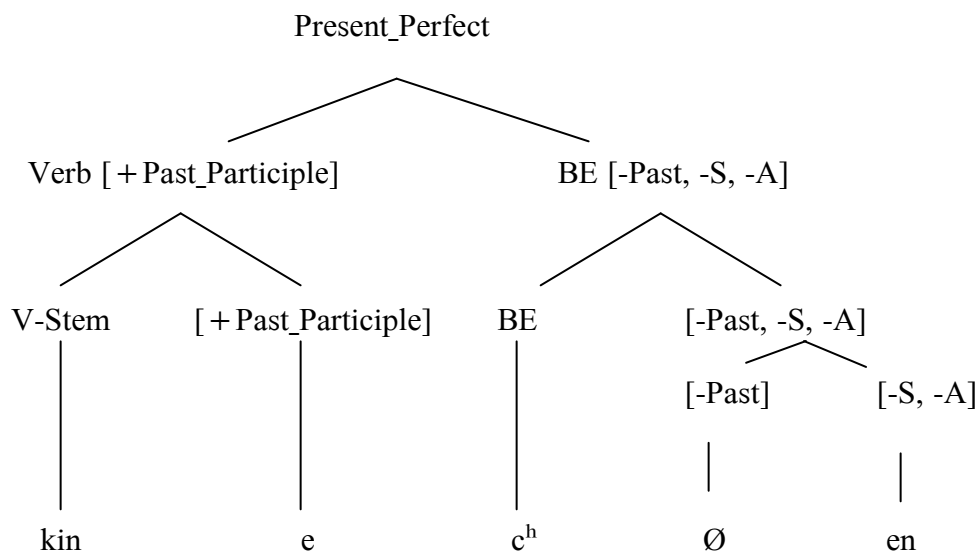 Present_Perfect
Verb [+Past_Participle] BE [-Past, -S, -A]
V-Stem [+Past_Participle] BE [-Past, -S, -A]
[-Past] [-S, -A]
kin e cʰ Ø en